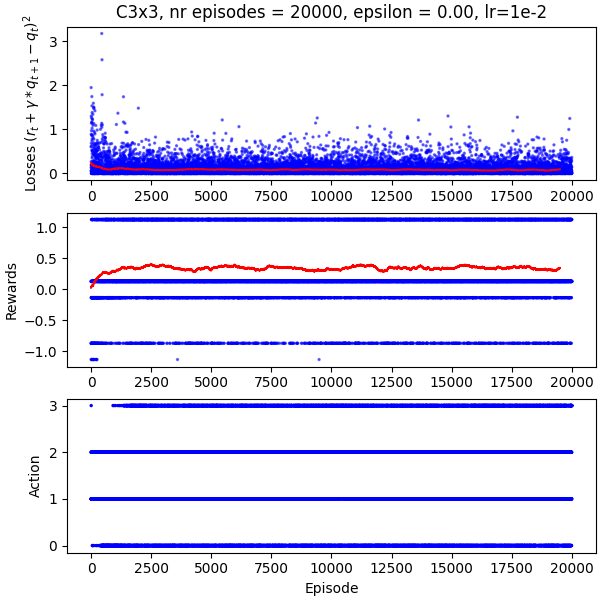 C3x3, nr episodes = 20000, epsilon = 0.00, lr=1e-2
Losses $(r_t + \gamma * q_{t+1} - q_t)^2$
3
2
1
0
0 2500 5000 7500 10000 12500 15000 17500 20000
Rewards
1.0
0.5
0.0
−0.5
−1.0
0 2500 5000 7500 10000 12500 15000 17500 20000
Action
3
2
1
0
0 2500 5000 7500 10000 12500 15000 17500 20000
Episode